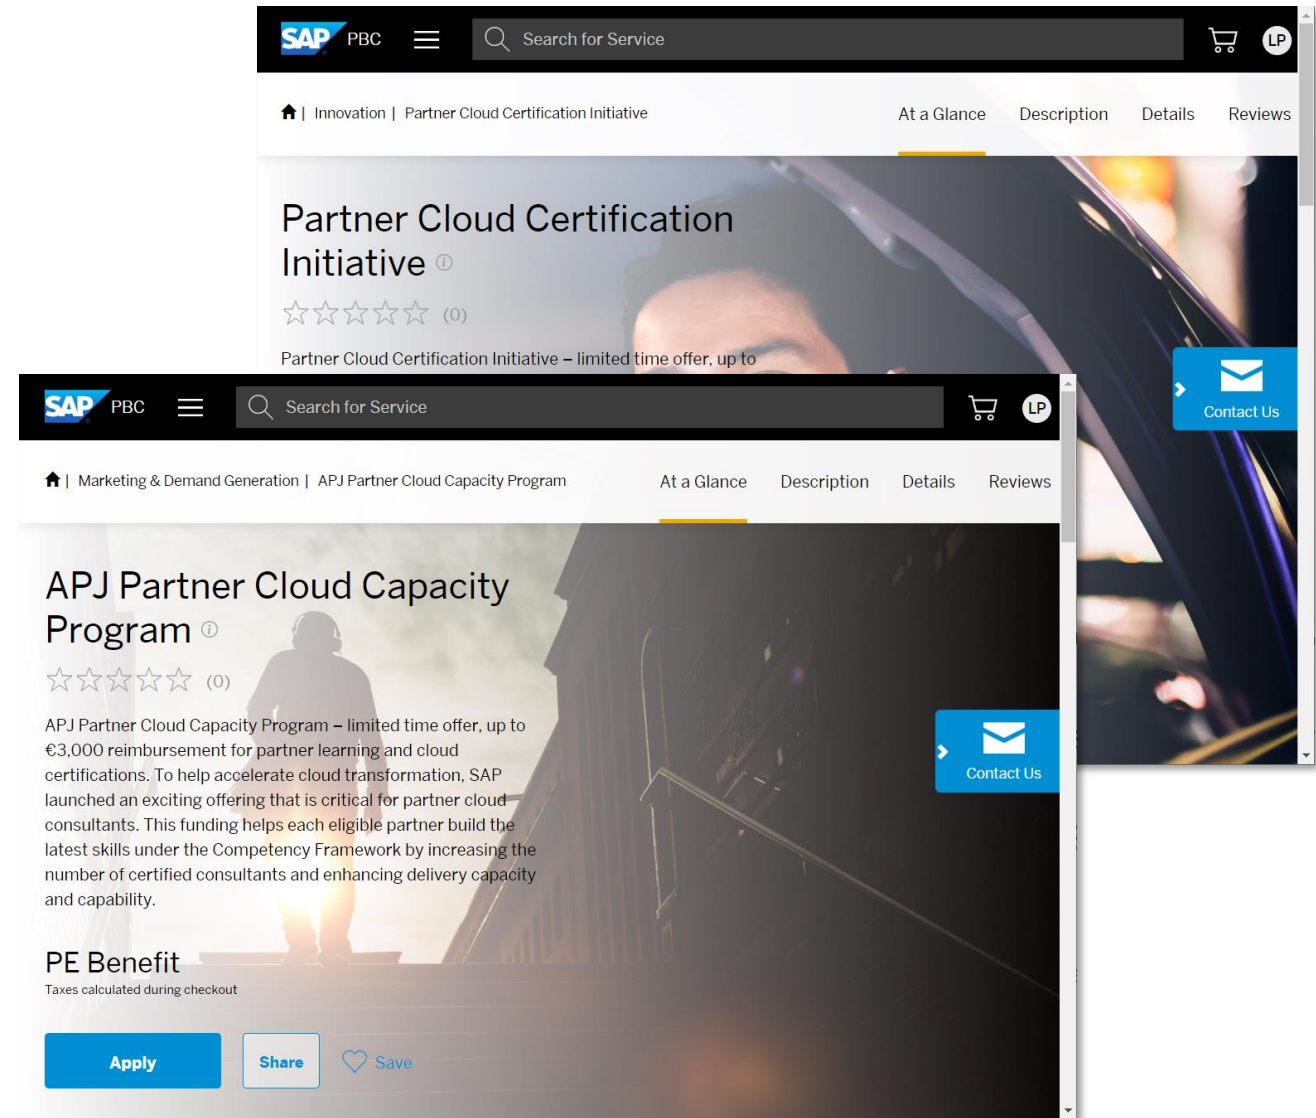 SAP PBC Search for Service LP
| Innovation | Partner Cloud Certification Initiative At a Glance Description Details Reviews
Partner Cloud Certification
Initiative
(0)
Partner Cloud Certification Initiative – limited time offer, up to
Contact Us
SAP PBC Search for Service LP
| Marketing & Demand Generation | APJ Partner Cloud Capacity Program At a Glance Description Details Reviews
APJ Partner Cloud Capacity
Program
(0)
APJ Partner Cloud Capacity Program – limited time offer, up to
€3,000 reimbursement for partner learning and cloud
certifications. To help accelerate cloud transformation, SAP
launched an exciting offering that is critical for partner cloud
consultants. This funding helps each eligible partner build the
latest skills under the Competency Framework by increasing the
number of certified consultants and enhancing delivery capacity
and capability.
Contact Us
PE Benefit
Taxes calculated during checkout
Apply Share Save